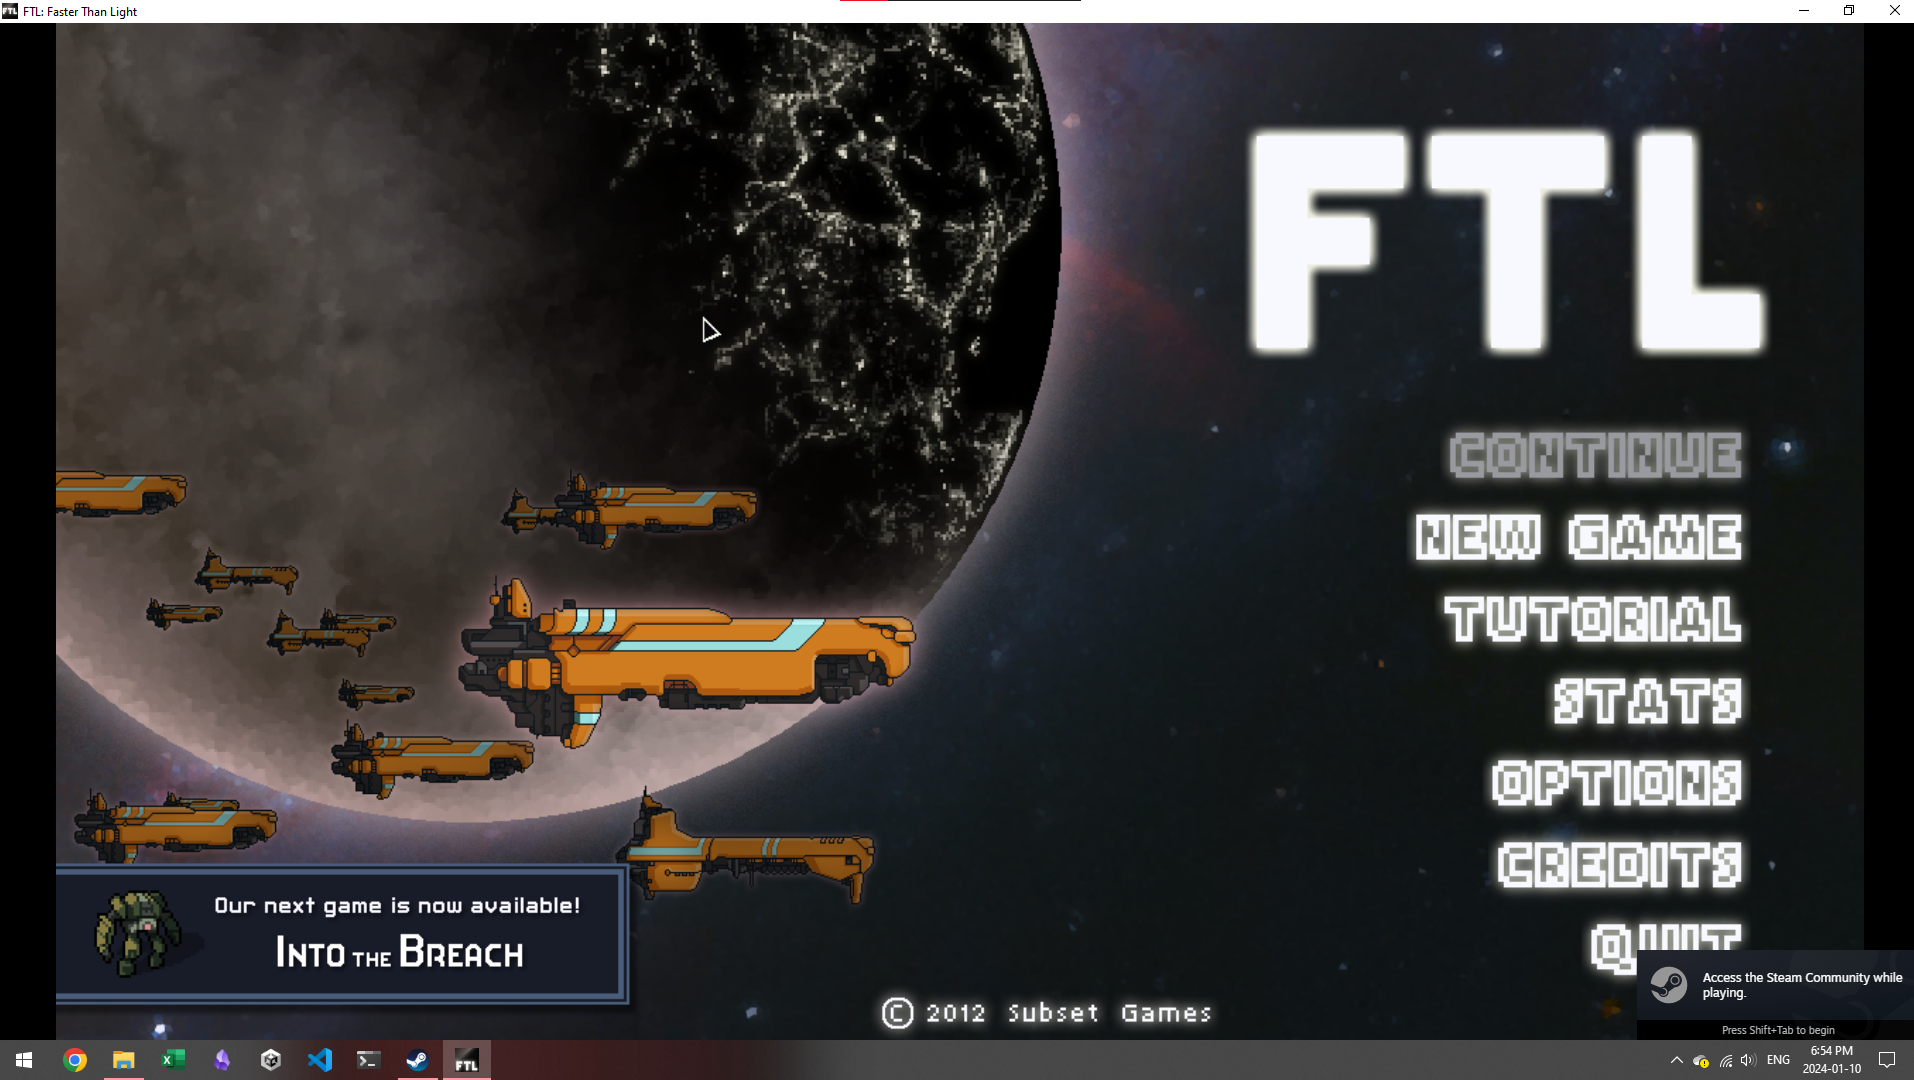 FTL FTL: Faster Than Light
FTL
CONTINUE
NEW GAME
TUTORIAL
STATS
OPTIONS
CREDITS
QUIT
Our next game is now available!
INTO THE BREACH
© 2012 Subset Games
Access the Steam Community while
playing.
Press Shift+Tab to begin
FTL
ENG
6:54 PM
2024-01-10